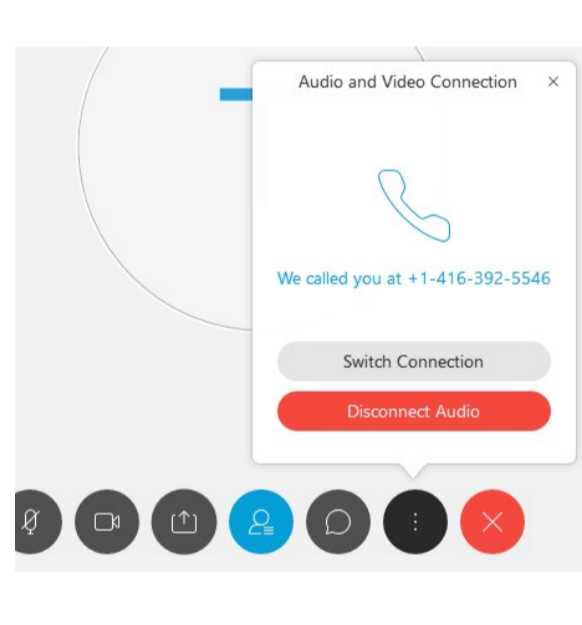 Audio and Video Connection
We called you at +1-416-392-5546
Switch Connection
Disconnect Audio